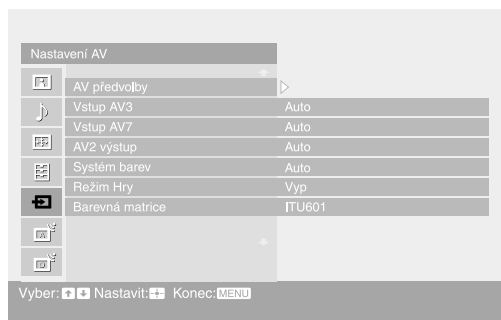 Nastavení AV
AV předvolby
Vstup AV3 Auto
Vstup AV7 Auto
AV2 výstup Auto
Systém barev Auto
Režim Hry Vyp
Barevná matrice ITU601
Vyber: Nastavit: Konec: MENU